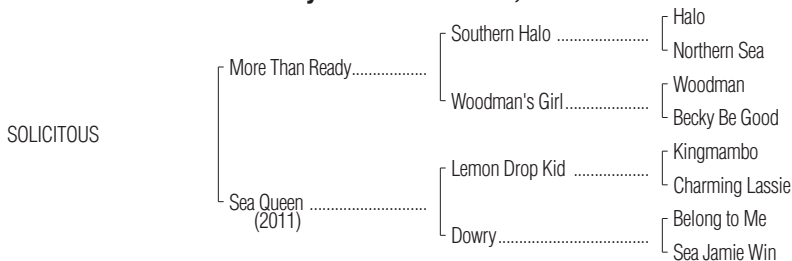 Halo
Southern Halo ....................
Northern Sea
More Than Ready..................
Woodman
Woodman's Girl....................
Becky Be Good
SOLICITOUS
Kingmambo
Lemon Drop Kid ..................
Charming Lassie
Sea Queen ............................
(2011)
Belong to Me
Dowry....................................
Sea Jamie Win